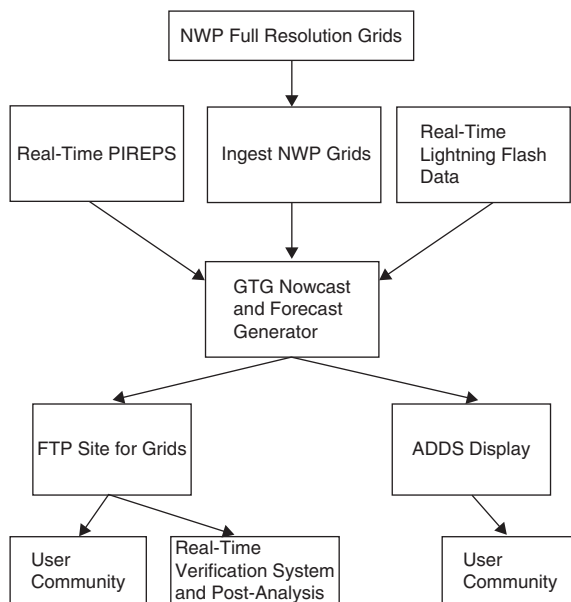 NWP Full Resolution Grids
Real-Time PIREPS
Ingest NWP Grids
Real-Time
Lightning Flash
Data
GTG Nowcast
and Forecast
Generator
FTP Site for Grids
ADDS Display
User
Community
Real-Time
Verification System
and Post-Analysis
User
Community